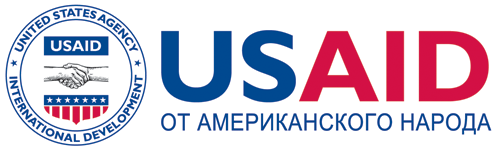 UNITED STATES AGENCY
USAID
INTERNATIONAL DEVELOPMENT
USAID
ОТ АМЕРИКАНСКОГО НАРОДА